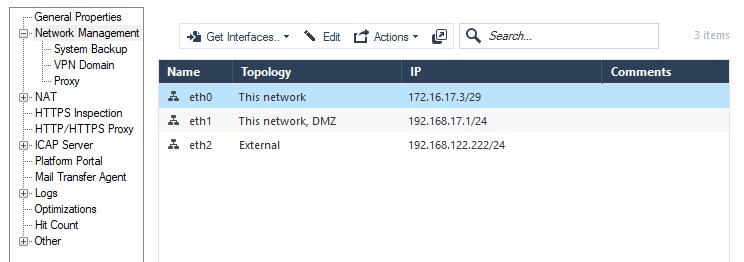 General Properties
Network Management
System Backup
VPN Domain
Proxy
NAT
HTTPS Inspection
HTTP/HTTPS Proxy
ICAP Server
Platform Portal
Mail Transfer Agent
Logs
Optimizations
Hit Count
Other
Get Interfaces.. Edit Actions Search... 3 items
Name Topology IP Comments
eth0 This network 172.16.17.3/29
eth1 This network, DMZ 192.168.17.1/24
eth2 External 192.168.122.222/24